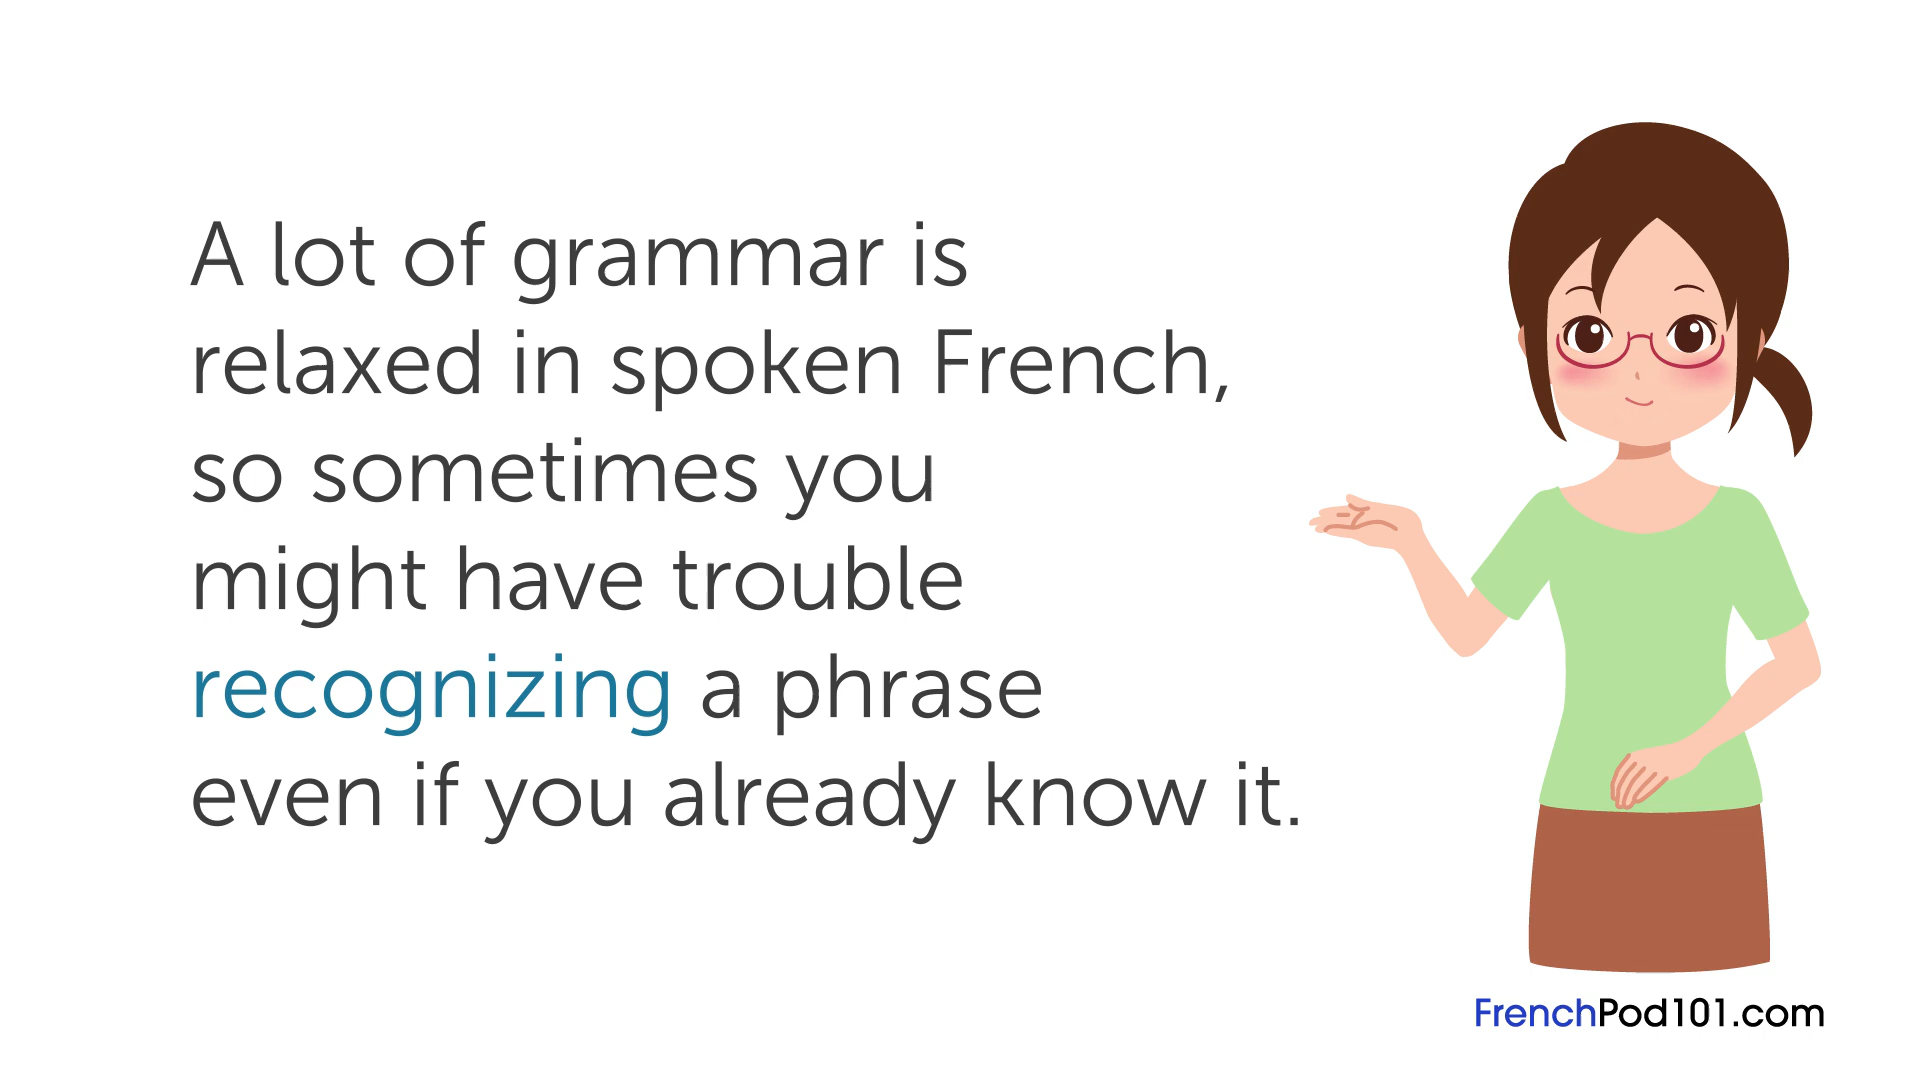 A lot of grammar is
relaxed in spoken French,
so sometimes you
might have trouble
recognizing a phrase
even if you already know it.
FrenchPod101.com